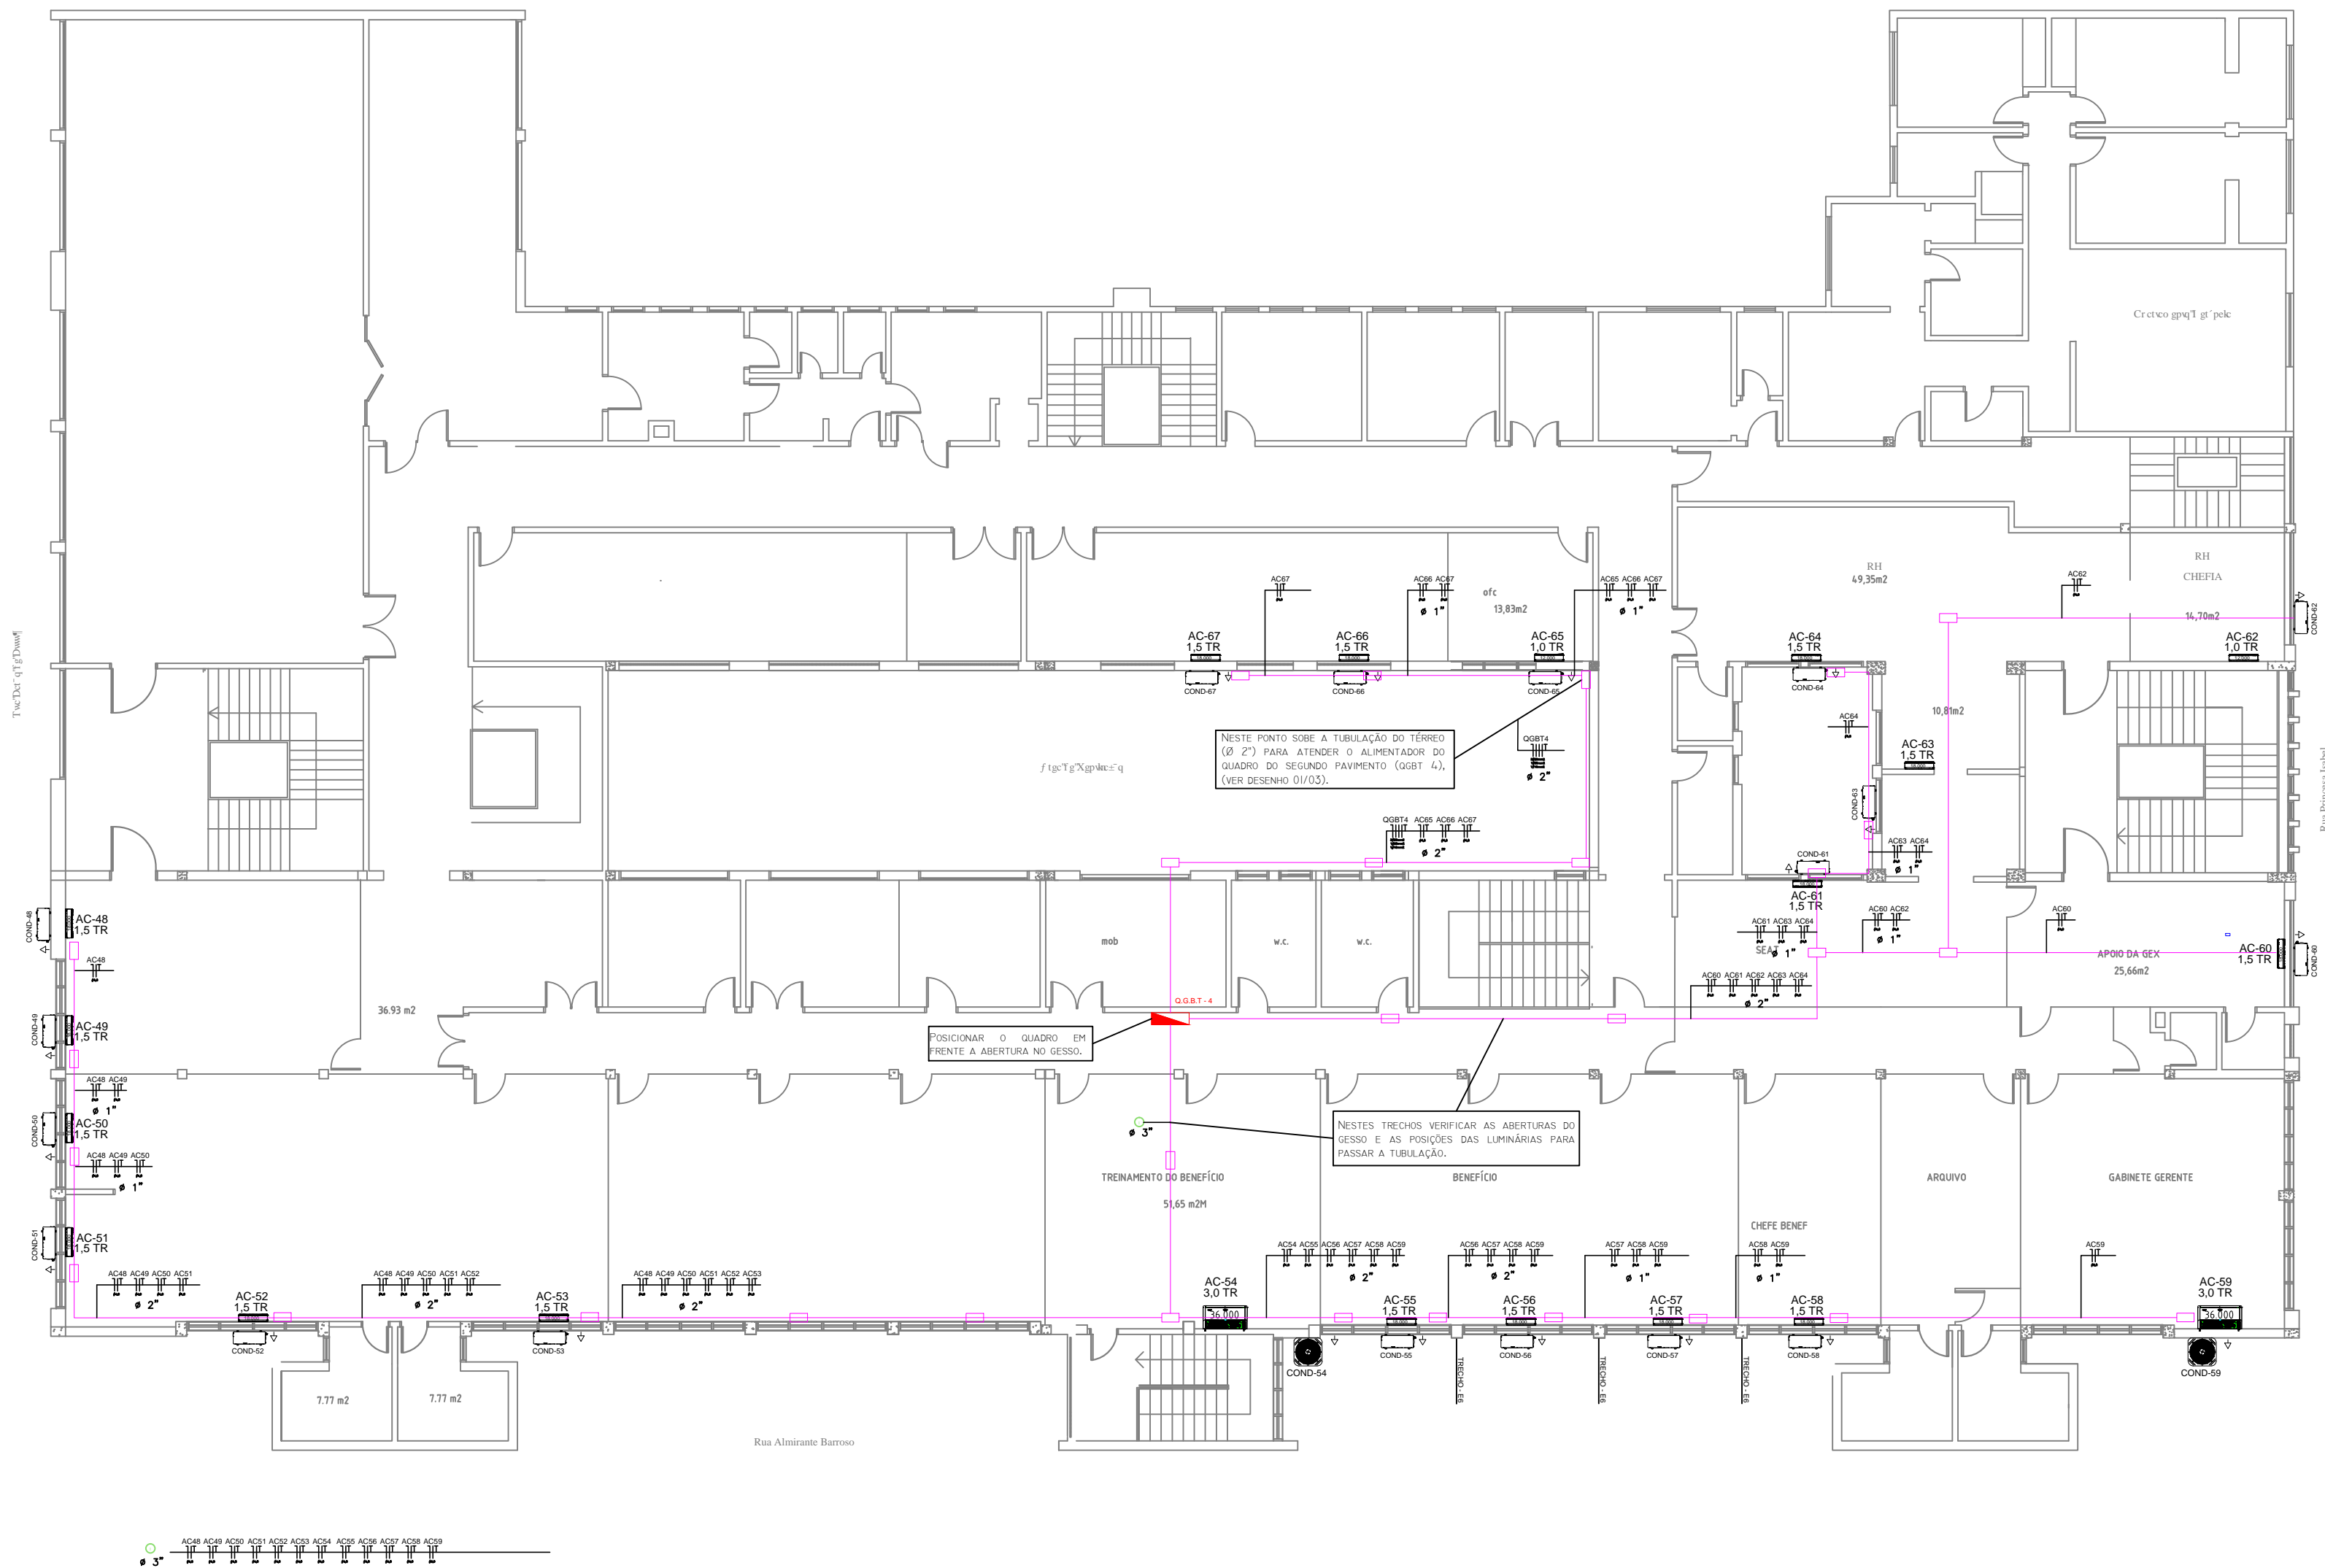 RH
49,35m2
RH
CHEFIA
14,70m2
ofc
13,83m2
AC67
AC66 AC67
ø 1"
AC65 AC66 AC67
ø 1"
AC62
AC-67
1,5 TR
COND-67
AC-66
1,5 TR
COND-66
AC-65
1,0 TR
COND-65
AC-64
1,5 TR
COND-64
AC-62
1,0 TR
COND-62
10,81m2
AC64
AC-63
1,5 TR
COND-63
NESTE PONTO SOBE A TUBULAÇÃO DO TÉRREO
(Ø 2") PARA ATENDER O ALIMENTADOR DO
QUADRO DO SEGUNDO PAVIMENTO (QGBT 4),
(VER DESENHO 01/03).
QGBT4
ø 2"
QGBT4 AC65 AC66 AC67
ø 2"
AC63 AC64
ø 1"
COND-61
AC-61
1,5 TR
AC61 AC63 AC64
ø 1"
SEAT
AC60 AC62
ø 1"
AC60
APOIO DA GEX
25,66m2
AC-60
1,5 TR
COND-60
AC60 AC61 AC62 AC63 AC64
ø 2"
mob
w.c.
w.c.
COND-48
AC-48
1,5 TR
AC48
36.93 m2
COND-49
AC-49
1,5 TR
Q.G.B.T - 4
POSICIONAR O QUADRO EM
FRENTE A ABERTURA NO GESSO.
AC48 AC49
ø 1"
COND-50
AC-50
1,5 TR
AC48 AC49 AC50
ø 1"
ø 3"
NESTES TRECHOS VERIFICAR AS ABERTURAS DO
GESSO E AS POSIÇÕES DAS LUMINÁRIAS PARA
PASSAR A TUBULAÇÃO.
TREINAMENTO DO BENEFÍCIO
51,65 m2M
BENEFÍCIO
CHEFE BENEF
ARQUIVO
GABINETE GERENTE
COND-51
AC-51
1,5 TR
AC48 AC49 AC50 AC51
ø 2"
AC48 AC49 AC50 AC51 AC52
ø 2"
AC48 AC49 AC50 AC51 AC52 AC53
ø 2"
AC54 AC55 AC56 AC57 AC58 AC59
ø 2"
AC56 AC57 AC58 AC59
ø 2"
AC57 AC58 AC59
ø 1"
AC58 AC59
ø 1"
AC59
AC-52
1,5 TR
COND-52
AC-53
1,5 TR
COND-53
AC-54
3,0 TR
36.000
COND-54
AC-55
1,5 TR
COND-55
AC-56
1,5 TR
COND-56
AC-57
1,5 TR
COND-57
AC-58
1,5 TR
COND-58
AC-59
3,0 TR
36.000
COND-59
TRECHO - E6
TRECHO - E6
TRECHO - E6
7.77 m2
7.77 m2
Rua Almirante Barroso
Rua Princesa Isabel
AC48 AC49 AC50 AC51 AC52 AC53 AC54 AC55 AC56 AC57 AC58 AC59
ø 3"